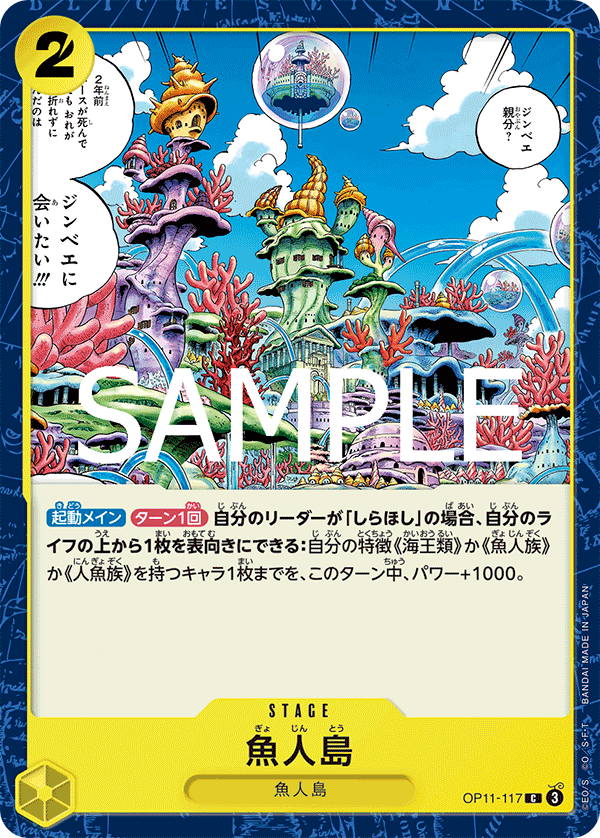 2
2年前
ースが死んで
もおれが
折れずに
んだのは
ジンベエに
会いたい!!!
ジンベエ
親分?
SAMPLE
起動メイン ターン1回 自分のリーダーが「しらほし」の場合、自分のラ
イフの上から1枚を表向きにできる:自分の特徴《海王類》か《魚人族》
か《人魚族》を持つキャラ1枚までを、このターン中、パワー+1000。
STAGE
魚人島
魚人島
OP11-117 C 3
©E.O./S. ©O./S.・F.・T. BANDAI MADE IN JAPAN